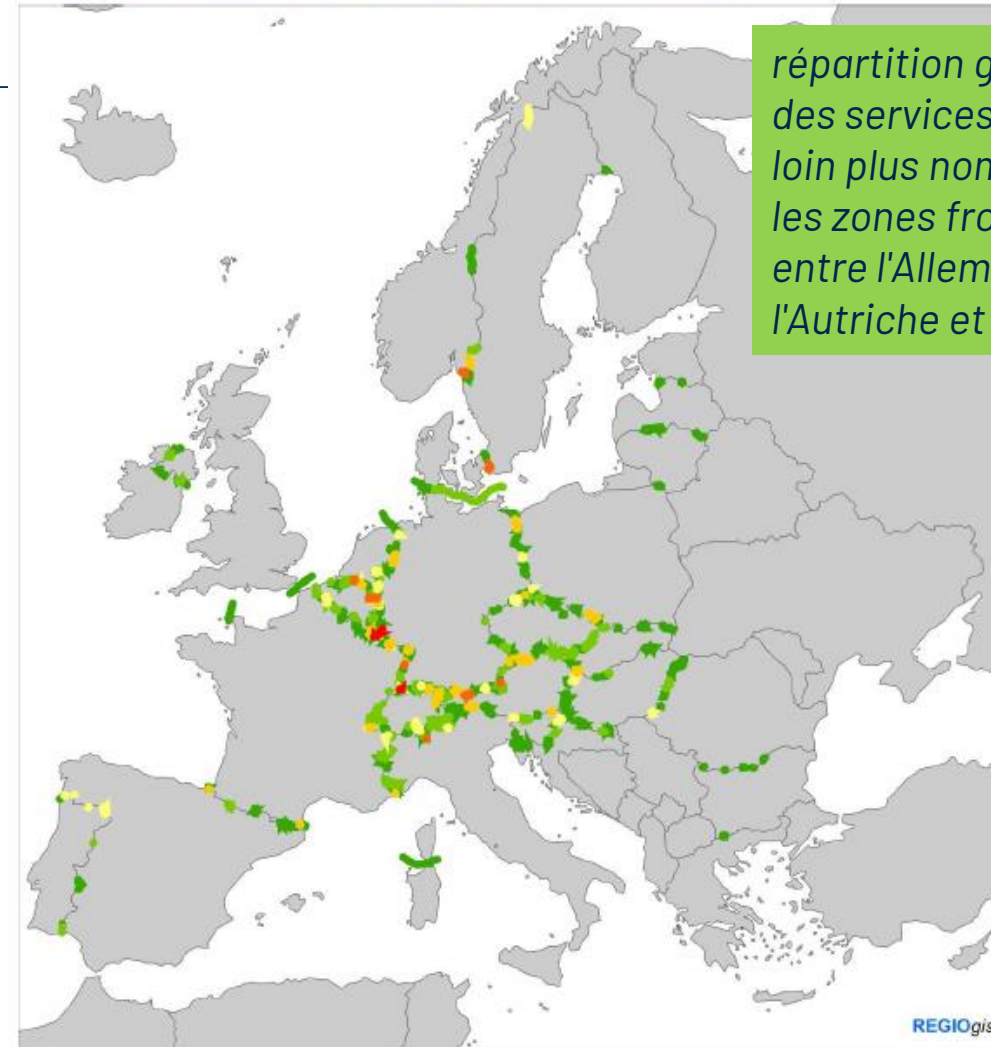 répartition g
des services
loin plus nom
les zones fro
entre l'Allem
l'Autriche et
REGIOgis